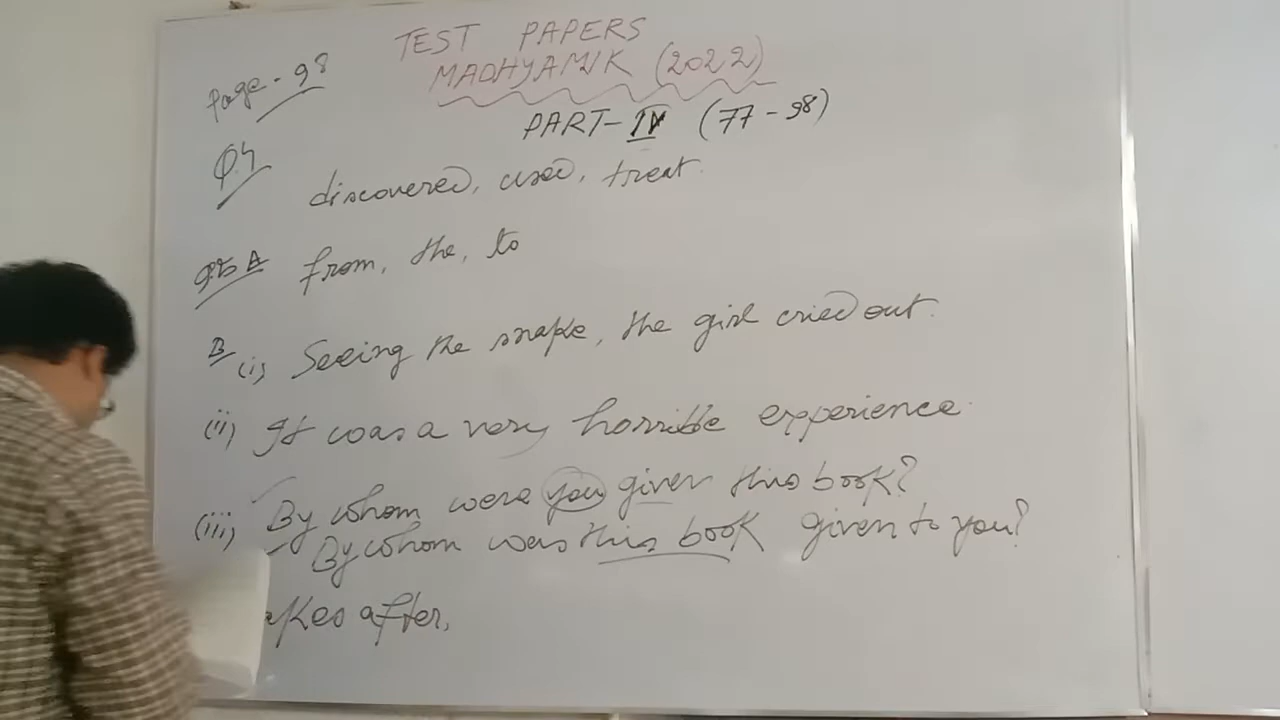 TEST PAPERS
Page - 98
MADHYAMIK (2022)
PART-IV (77-98)
Q.4
discovered, used, treat.
Q.5 A from, the, to
B (i) Seeing the snake, the girl cried out.
(ii) It was a very horrible experience.
(iii) By whom were you given this book?
By whom was this book given to you?
akes after,